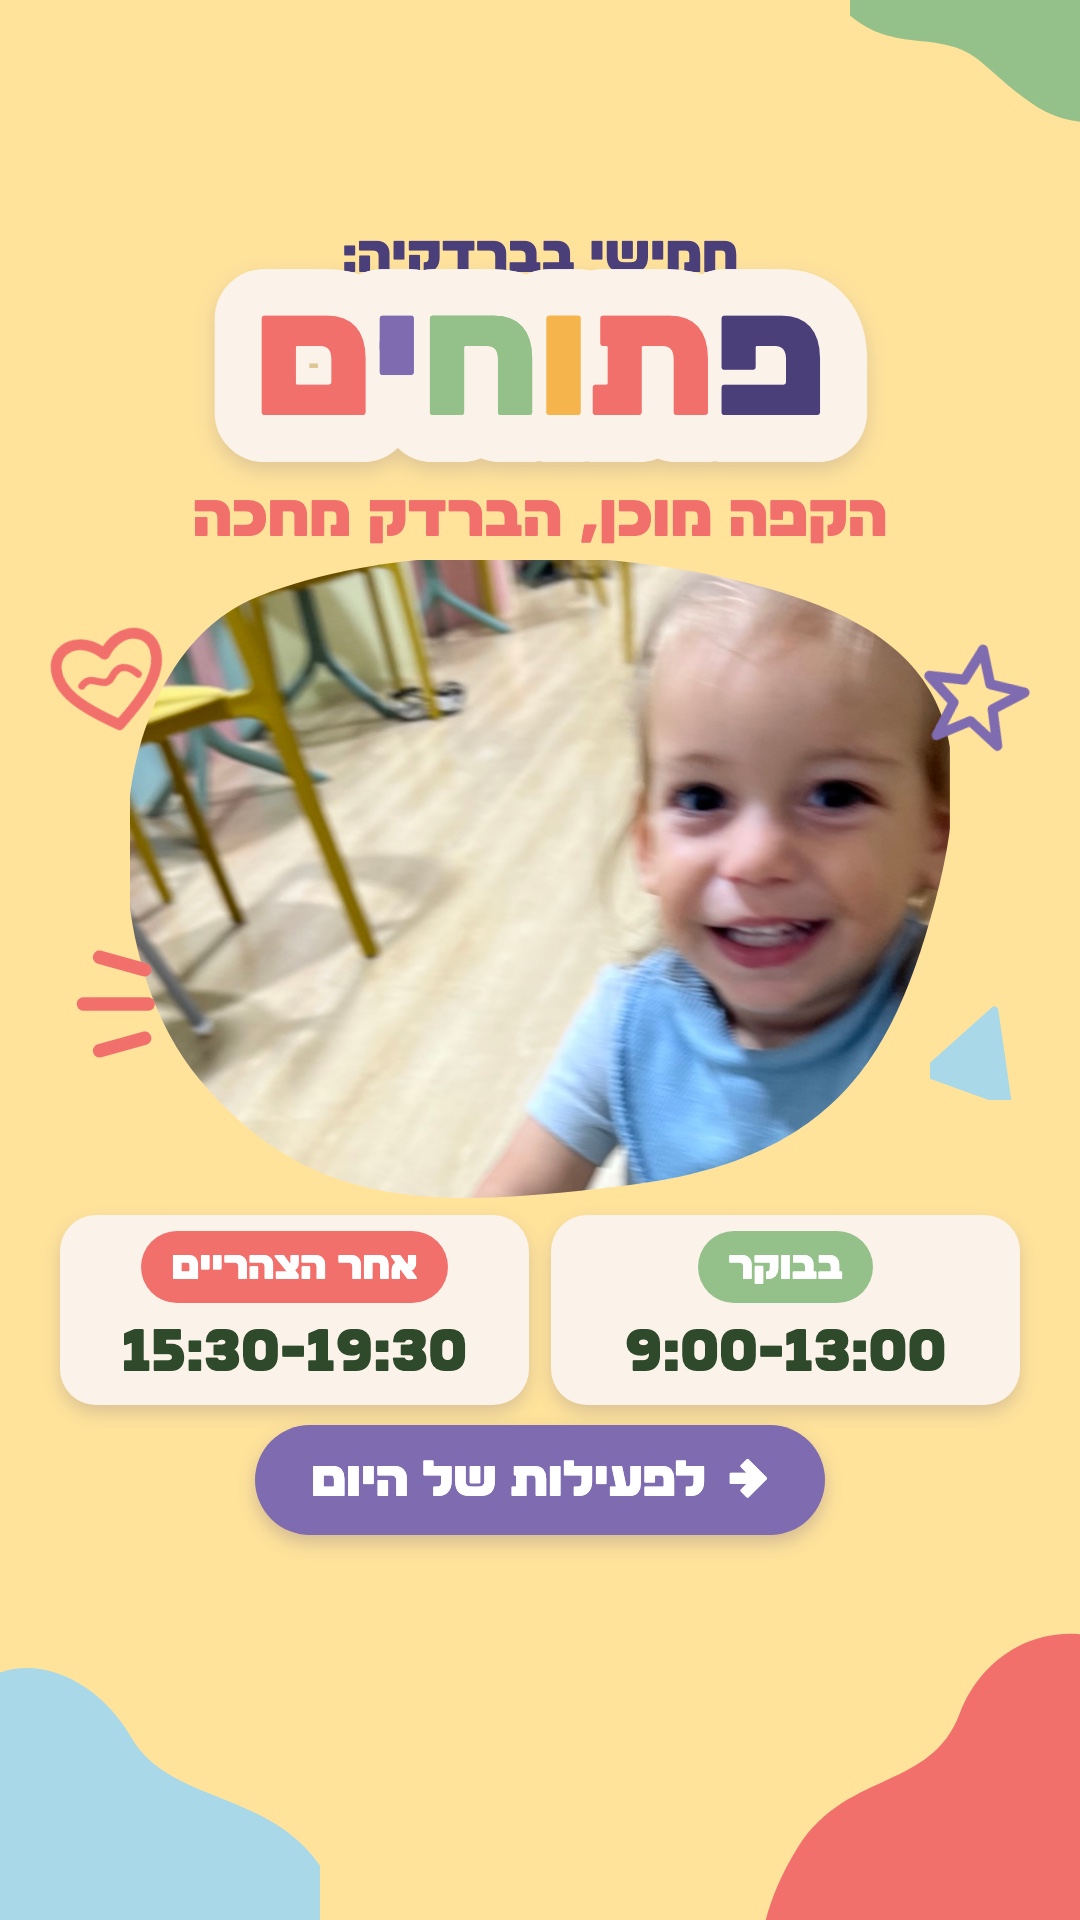 חמישי בברדקיה:
פתוחים
הקפה מוכן, הברדק מחכה
בבוקר
9:00-13:00
אחר הצהריים
15:30-19:30
→ לפעילות של היום